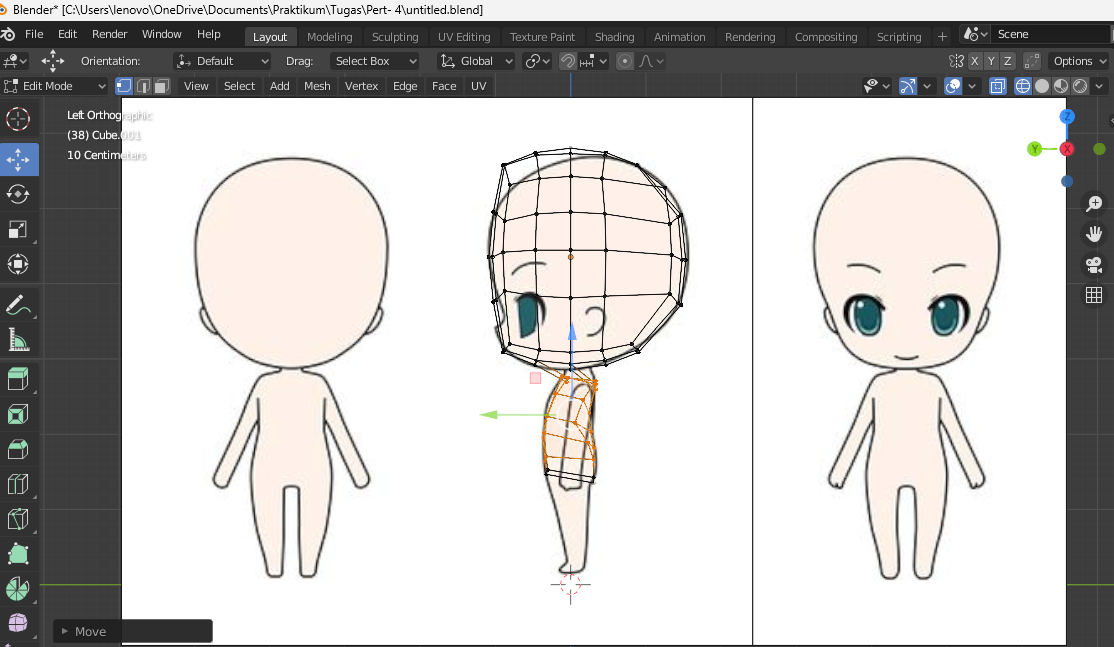 Blender* [C:\Users\lenovo\OneDrive\Documents\Praktikum\Tugas\Pert- 4\untitled.blend]
File Edit Render Window Help Layout Modeling Sculpting UV Editing Texture Paint Shading Animation Rendering Compositing Scripting + Scene
Orientation: Default Drag: Select Box Global X Y Z Options
Edit Mode View Select Add Mesh Vertex Edge Face UV
Left Orthographic
(38) Cube.001
10 Centimeters
Z
Y X
Move